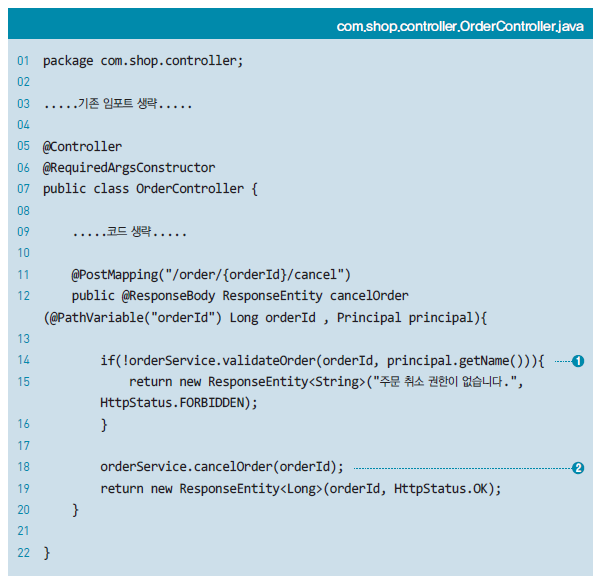 com.shop.controller.OrderController.java
01 package com.shop.controller;
02
03 .....기존 임포트 생략.....
04
05 @Controller
06 @RequiredArgsConstructor
07 public class OrderController {
08
09 .....코드 생략.....
10
11 @PostMapping("/order/{orderId}/cancel")
12 public @ResponseBody ResponseEntity cancelOrder
(@PathVariable("orderId") Long orderId , Principal principal){
13
14 if(!orderService.validateOrder(orderId, principal.getName())){ ❶
15 return new ResponseEntity<String>("주문 취소 권한이 없습니다.",
HttpStatus.FORBIDDEN);
16 }
17
18 orderService.cancelOrder(orderId); ❷
19 return new ResponseEntity<Long>(orderId, HttpStatus.OK);
20 }
21
22 }